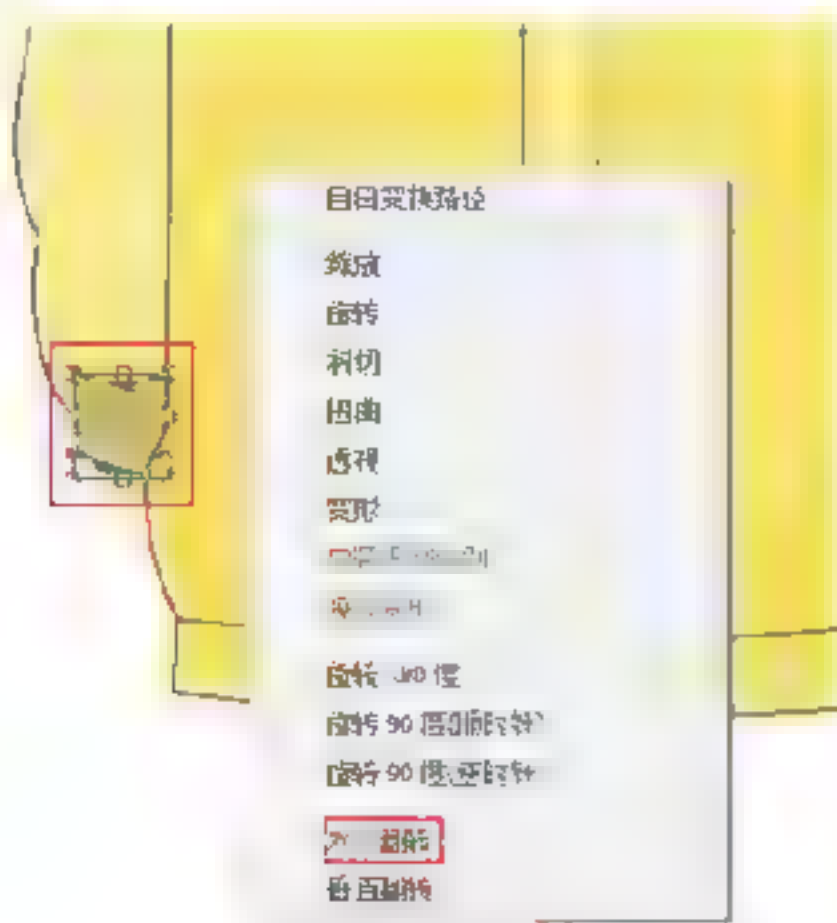 自由变换路径
缩放
旋转
斜切
扭曲
透视
变形
旋转 180 度
旋转 90 度(顺时针)
旋转 90 度(逆时针)
水平翻转
垂直翻转